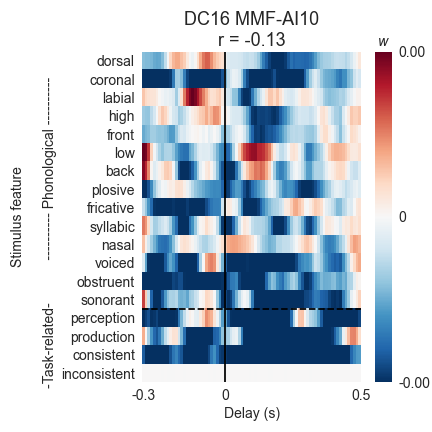 DC16 MMF-AI10
r = -0.13
w
0.00
0
-0.00
Stimulus feature
---------- Phonological ----------
-Task-related-
dorsal
coronal
labial
high
front
low
back
plosive
fricative
syllabic
nasal
voiced
obstruent
sonorant
perception
production
consistent
inconsistent
-0.3
0
0.5
Delay (s)